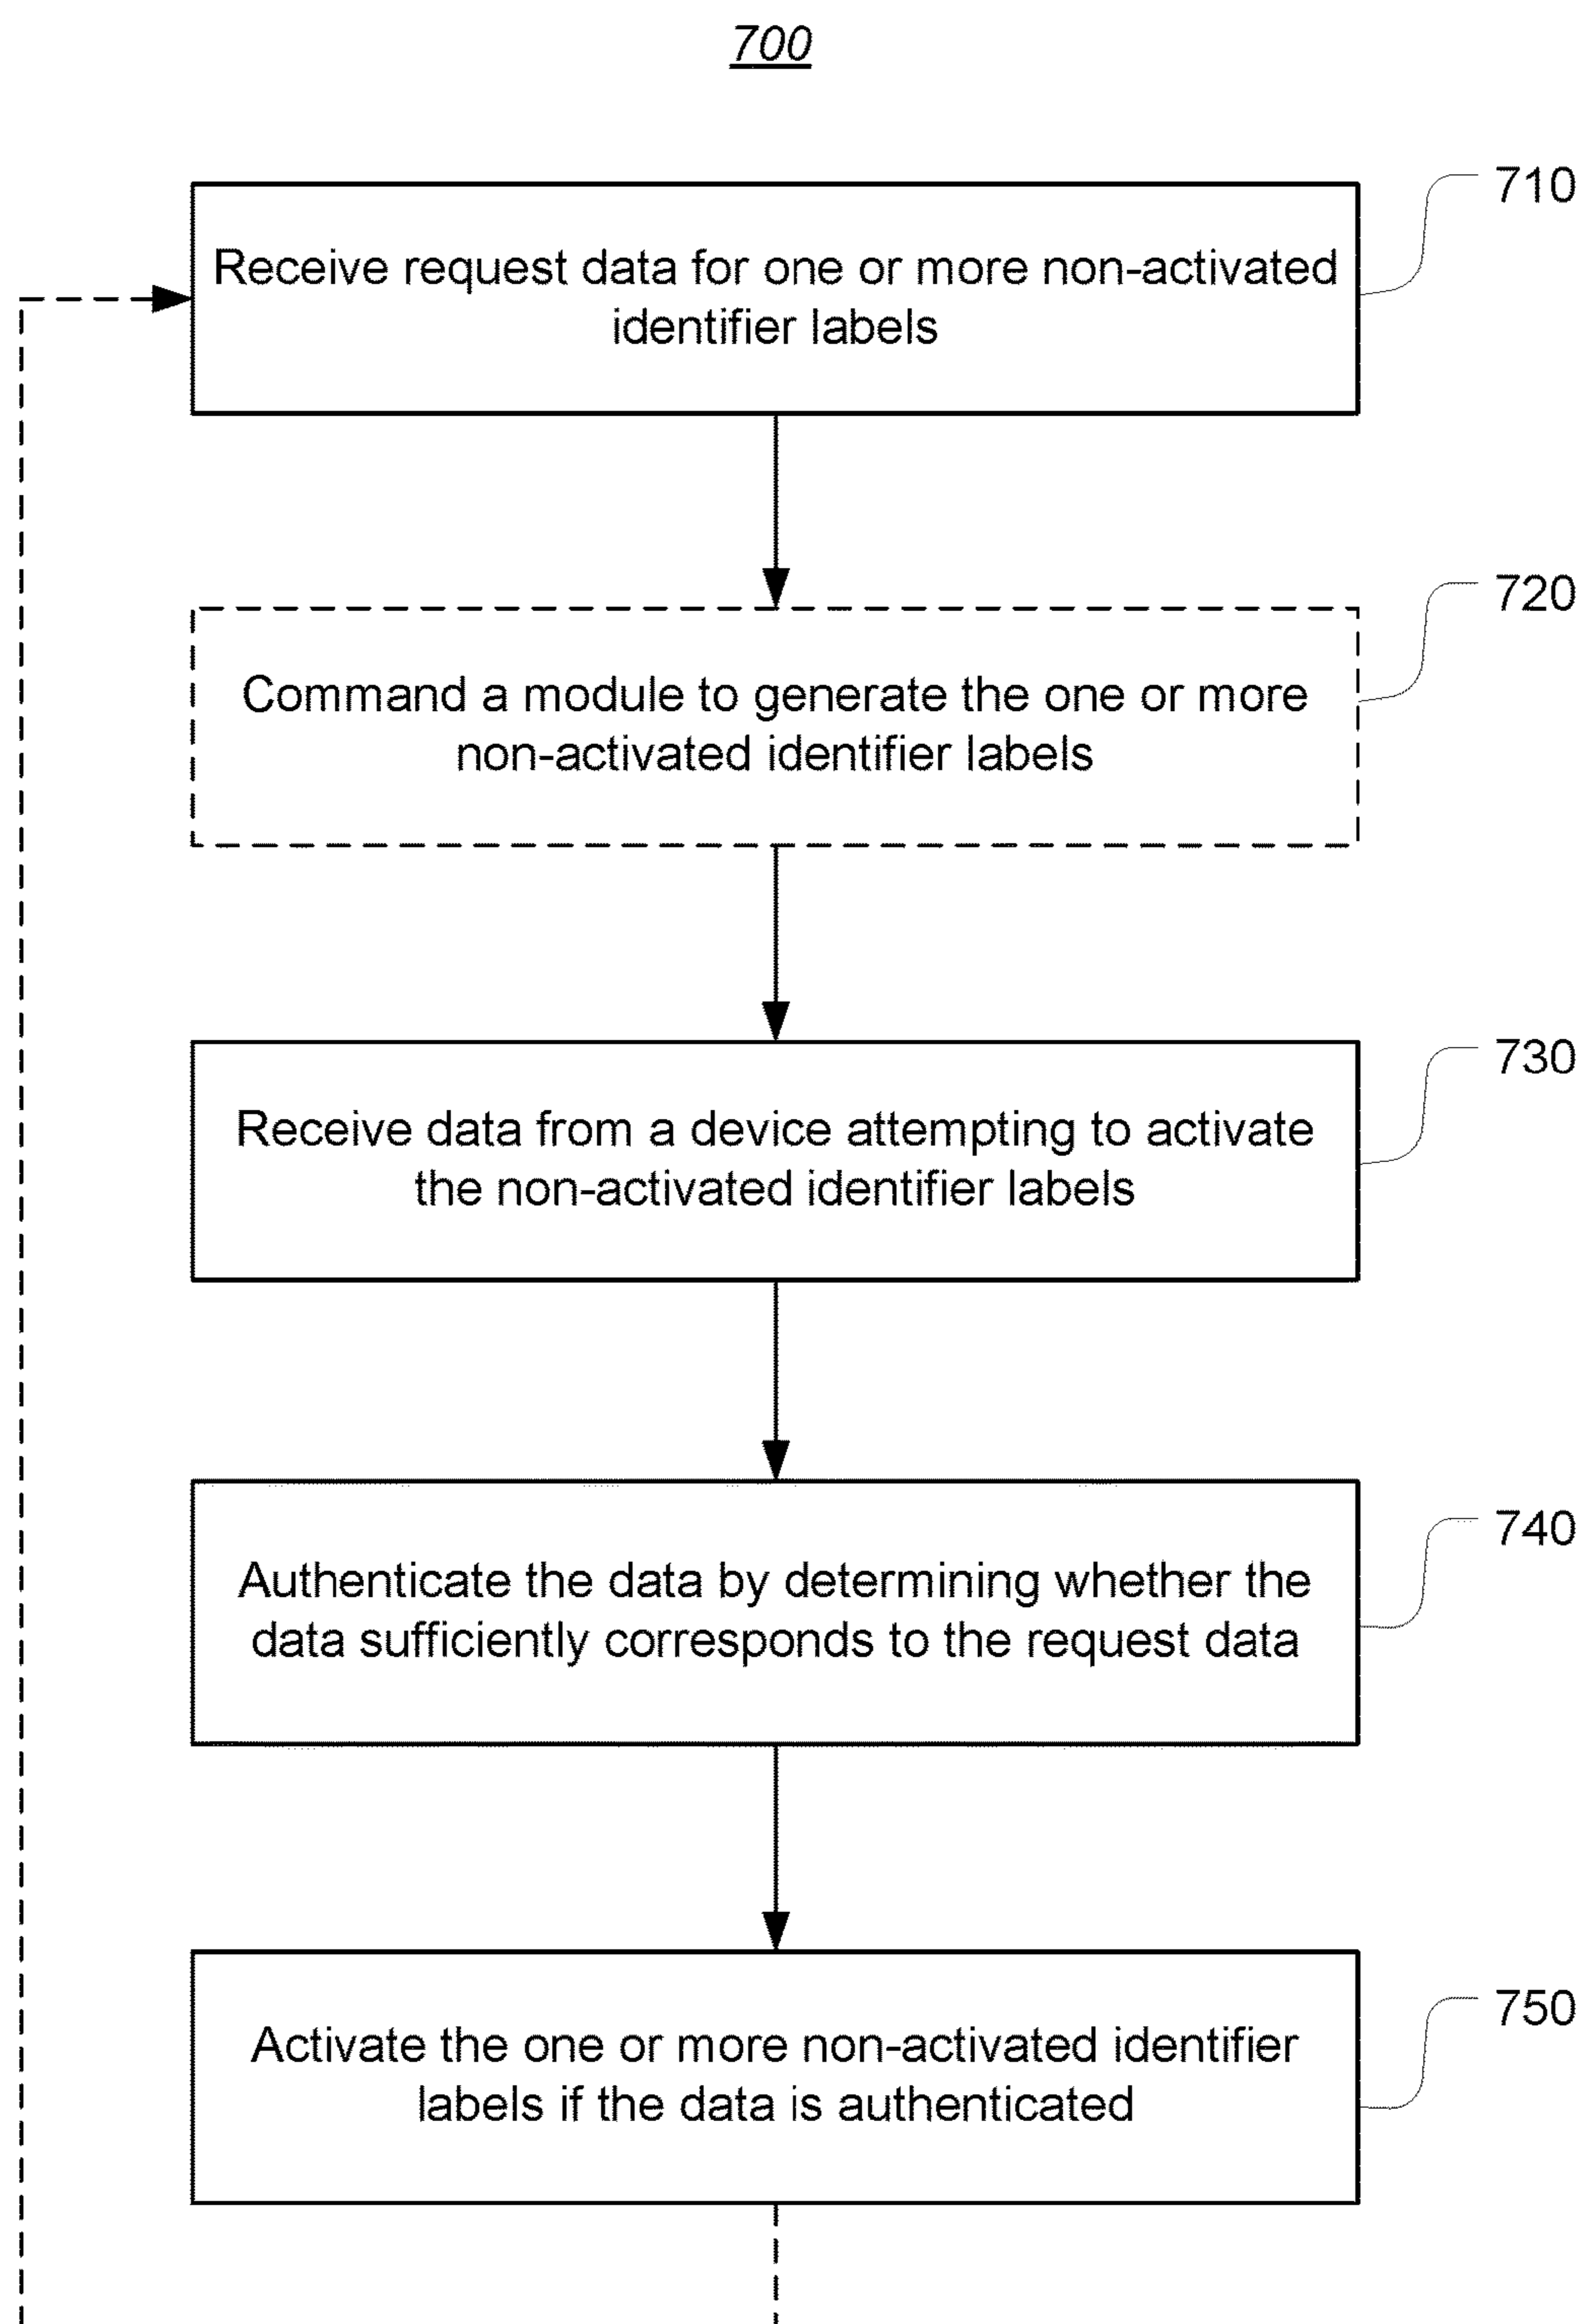 700
710
Receive request data for one or more non-activated
identifier labels
720
Command a module to generate the one or more
non-activated identifier labels
730
Receive data from a device attempting to activate
the non-activated identifier labels
740
Authenticate the data by determining whether the
data sufficiently corresponds to the request data
750
Activate the one or more non-activated identifier
labels if the data is authenticated